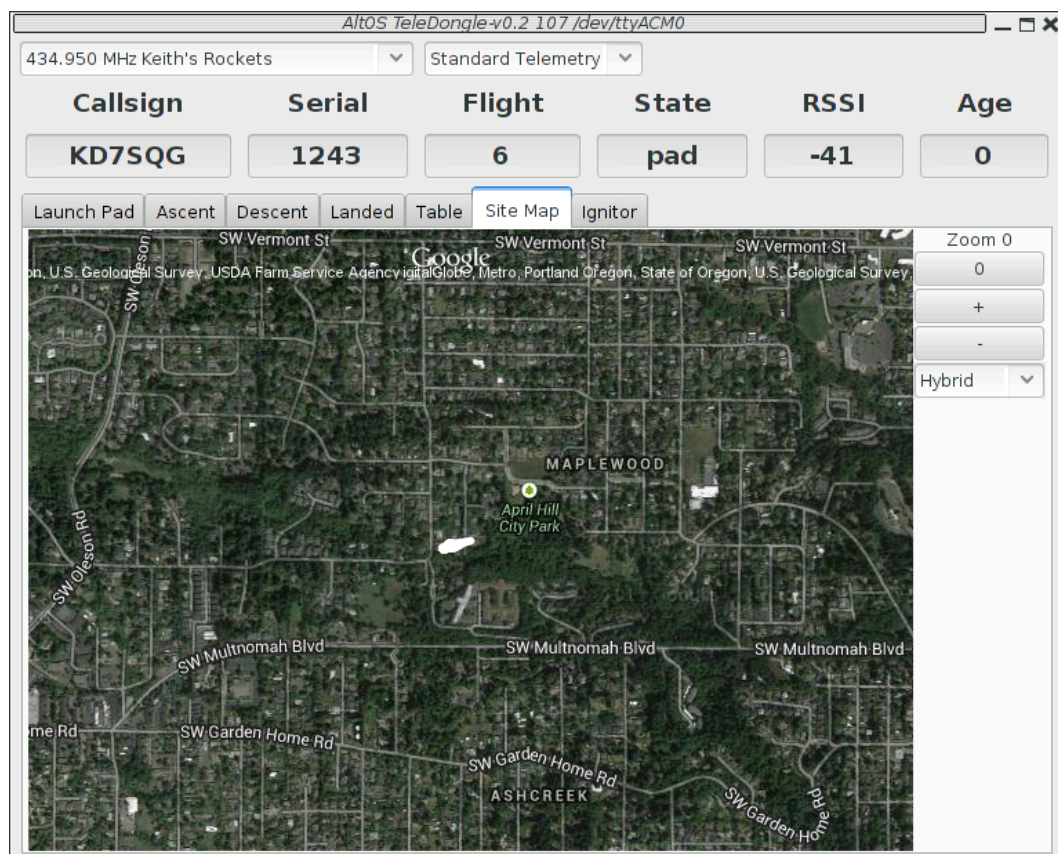 AltOS TeleDongle-v0.2 107 /dev/ttyACM0
434.950 MHz Keith's Rockets
Standard Telemetry
Callsign Serial Flight State RSSI Age
KD7SQG 1243 6 pad -41 0
Launch Pad Ascent Descent Landed Table Site Map Ignitor
Zoom 0
0
+
-
Hybrid
SW Vermont St SW Vermont St SW Vermont St
Google
on, U.S. Geological Survey, USDA Farm Service Agency igitalGlobe, Metro, Portland Oregon, State of Oregon, U.S. Geological Survey,
SW Oleson
MAPLEWOOD
April Hill
City Park
SW Oleson Rd
SW Multnomah Blvd SW Multnomah Blvd SW Multnomah Blvd
ome Rd SW Garden Home Rd
SW Garden Home Rd
ASHCREEK
SW Garden Home Rd